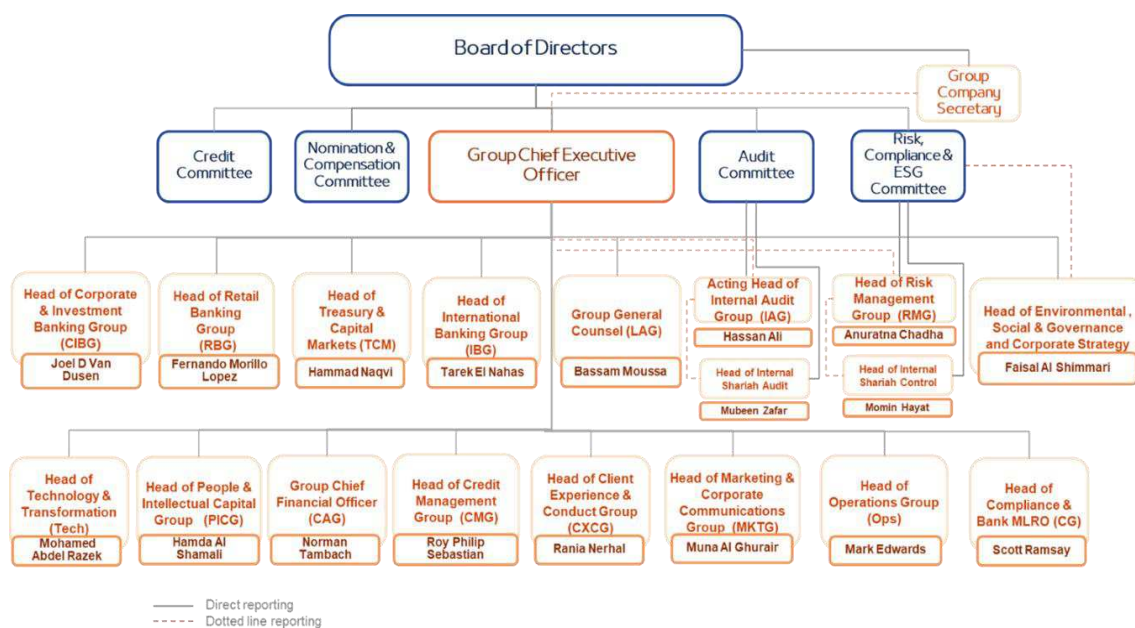 Board of Directors
Group
Company
Secretary
Credit
Committee
Nomination &
Compensation
Committee
Group Chief Executive
Officer
Audit
Committee
Risk,
Compliance &
ESG
Committee
Head of Corporate
& Investment
Banking Group
(CIBG)
Joel D Van
Dusen
Head of Retail
Banking
Group
(RBG)
Fernando Morillo
Lopez
Head of
Treasury &
Capital
Markets (TCM)
Hammad Naqvi
Head of
International
Banking Group
(IBG)
Tarek El Nahas
Group General
Counsel (LAG)
Bassam Moussa
Acting Head of
Internal Audit
Group (IAG)
Hassan Ali
Head of Internal
Shariah Audit
Mubeen Zafar
Head of Risk
Management
Group (RMG)
Anuratna Chadha
Head of Internal
Shariah Control
Momin Hayat
Head of Environmental ,
Social & Governance
and Corporate Strategy
Faisal Al Shimmari
Head of
Technology &
Transformation
(Tech)
Mohamed
Abdel Razek
Head of People &
Intellectual Capital
Group (PICG)
Hamda Al
Shamali
Group Chief
Financial Officer
(CAG)
Norman
Tambach
Head of Credit
Management
Group (CMG)
Roy Philip
Sebastian
Head of Client
Experience &
Conduct Group
(CXCG)
Rania Nerhal
Head of Marketing &
Corporate
Communications
Group (MKTG)
Muna Al Ghurair
Head of
Operations Group
(Ops)
Mark Edwards
Head of
Compliance &
Bank MLRO (CG)
Scott Ramsay
Direct reporting
Dotted line reporting